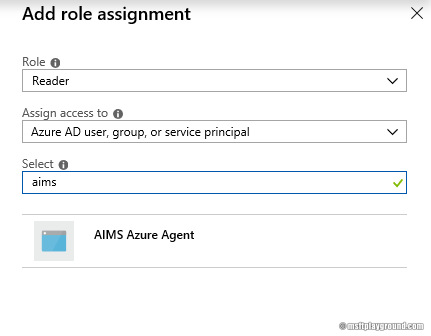 Add role assignment
Role
Reader
Assign access to
Azure AD user, group, or service principal
Select
aims
AIMS Azure Agent
@ msftplayground.com